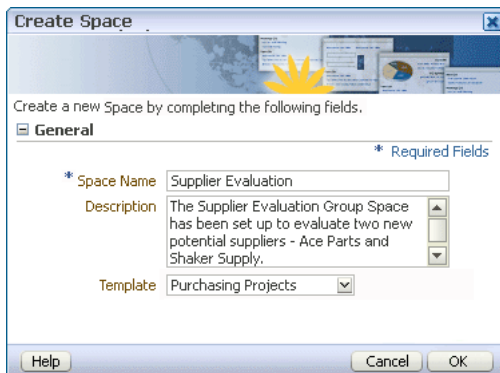 Create Space
Create a new Space by completing the following fields.
General
* Required Fields
* Space Name Supplier Evaluation
Description The Supplier Evaluation Group Space
has been set up to evaluate two new
potential suppliers - Ace Parts and
Shaker Supply.
Template Purchasing Projects
Help Cancel OK